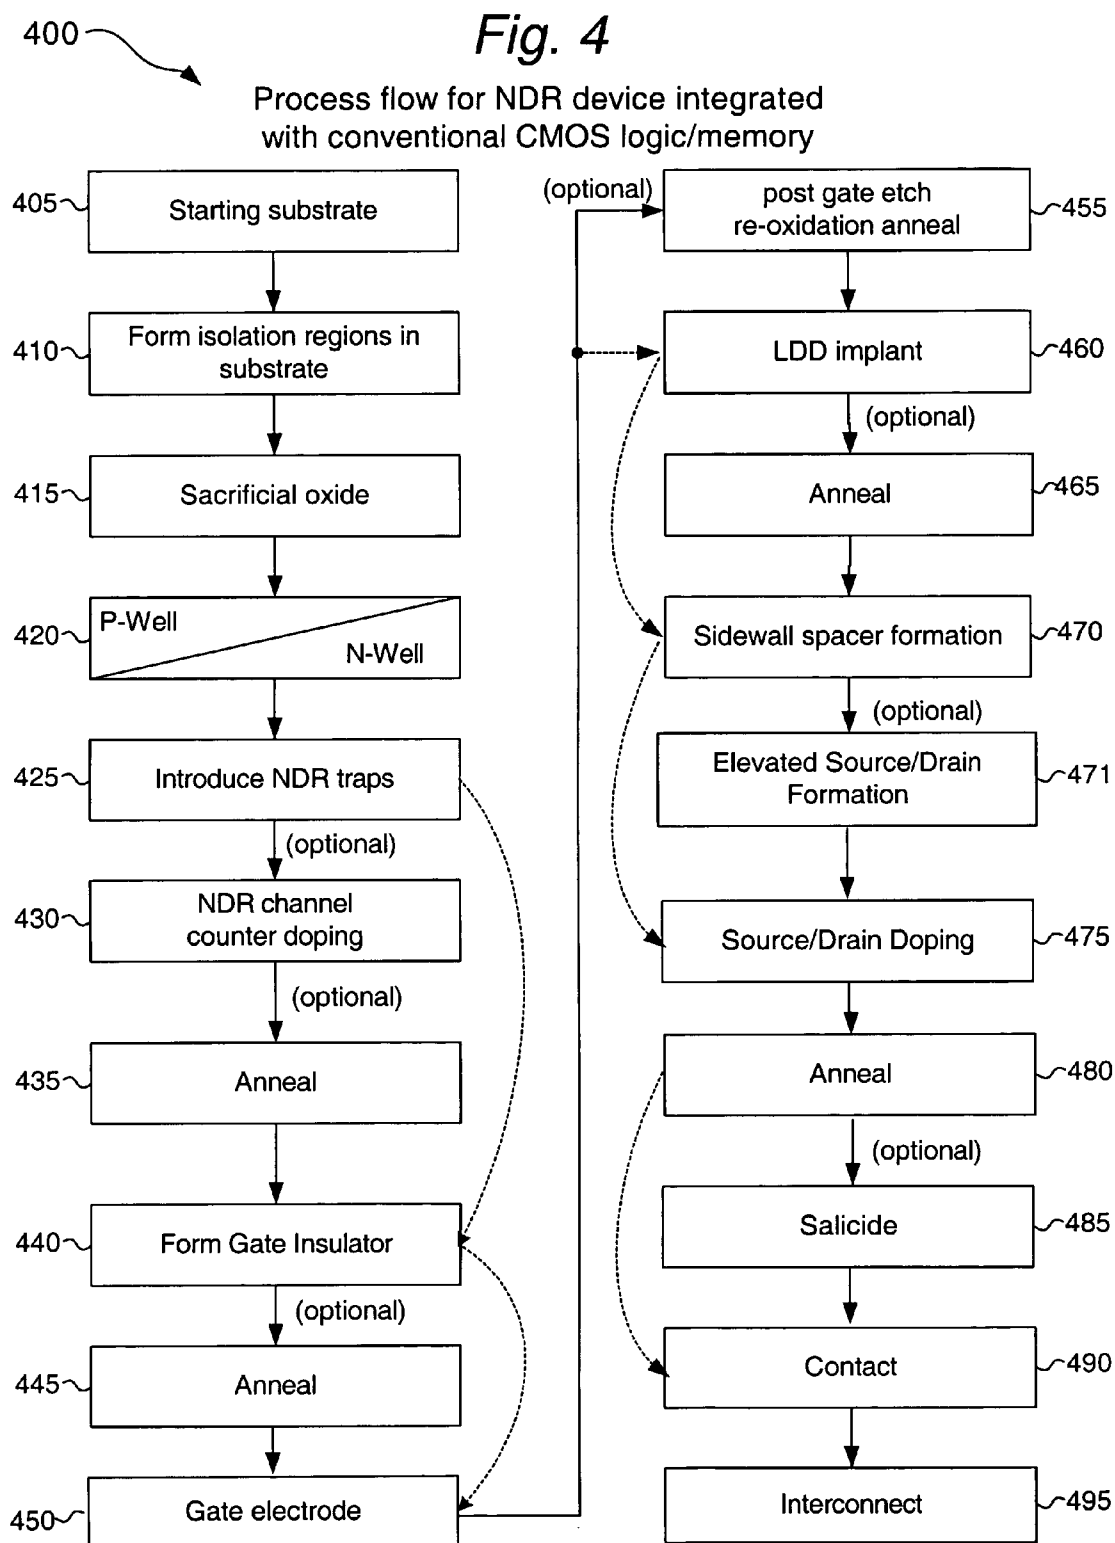 400
Fig. 4
Process flow for NDR device integrated
with conventional CMOS logic/memory
405
Starting substrate
410
Form isolation regions in
substrate
415
Sacrificial oxide
420
P-Well
N-Well
425
Introduce NDR traps
(optional)
430
NDR channel
counter doping
(optional)
435
Anneal
440
Form Gate Insulator
(optional)
445
Anneal
450
Gate electrode
(optional)
post gate etch
re-oxidation anneal
455
LDD implant
460
(optional)
Anneal
465
Sidewall spacer formation
470
(optional)
Elevated Source/Drain
Formation
471
Source/Drain Doping
475
Anneal
480
(optional)
Salicide
485
Contact
490
Interconnect
495